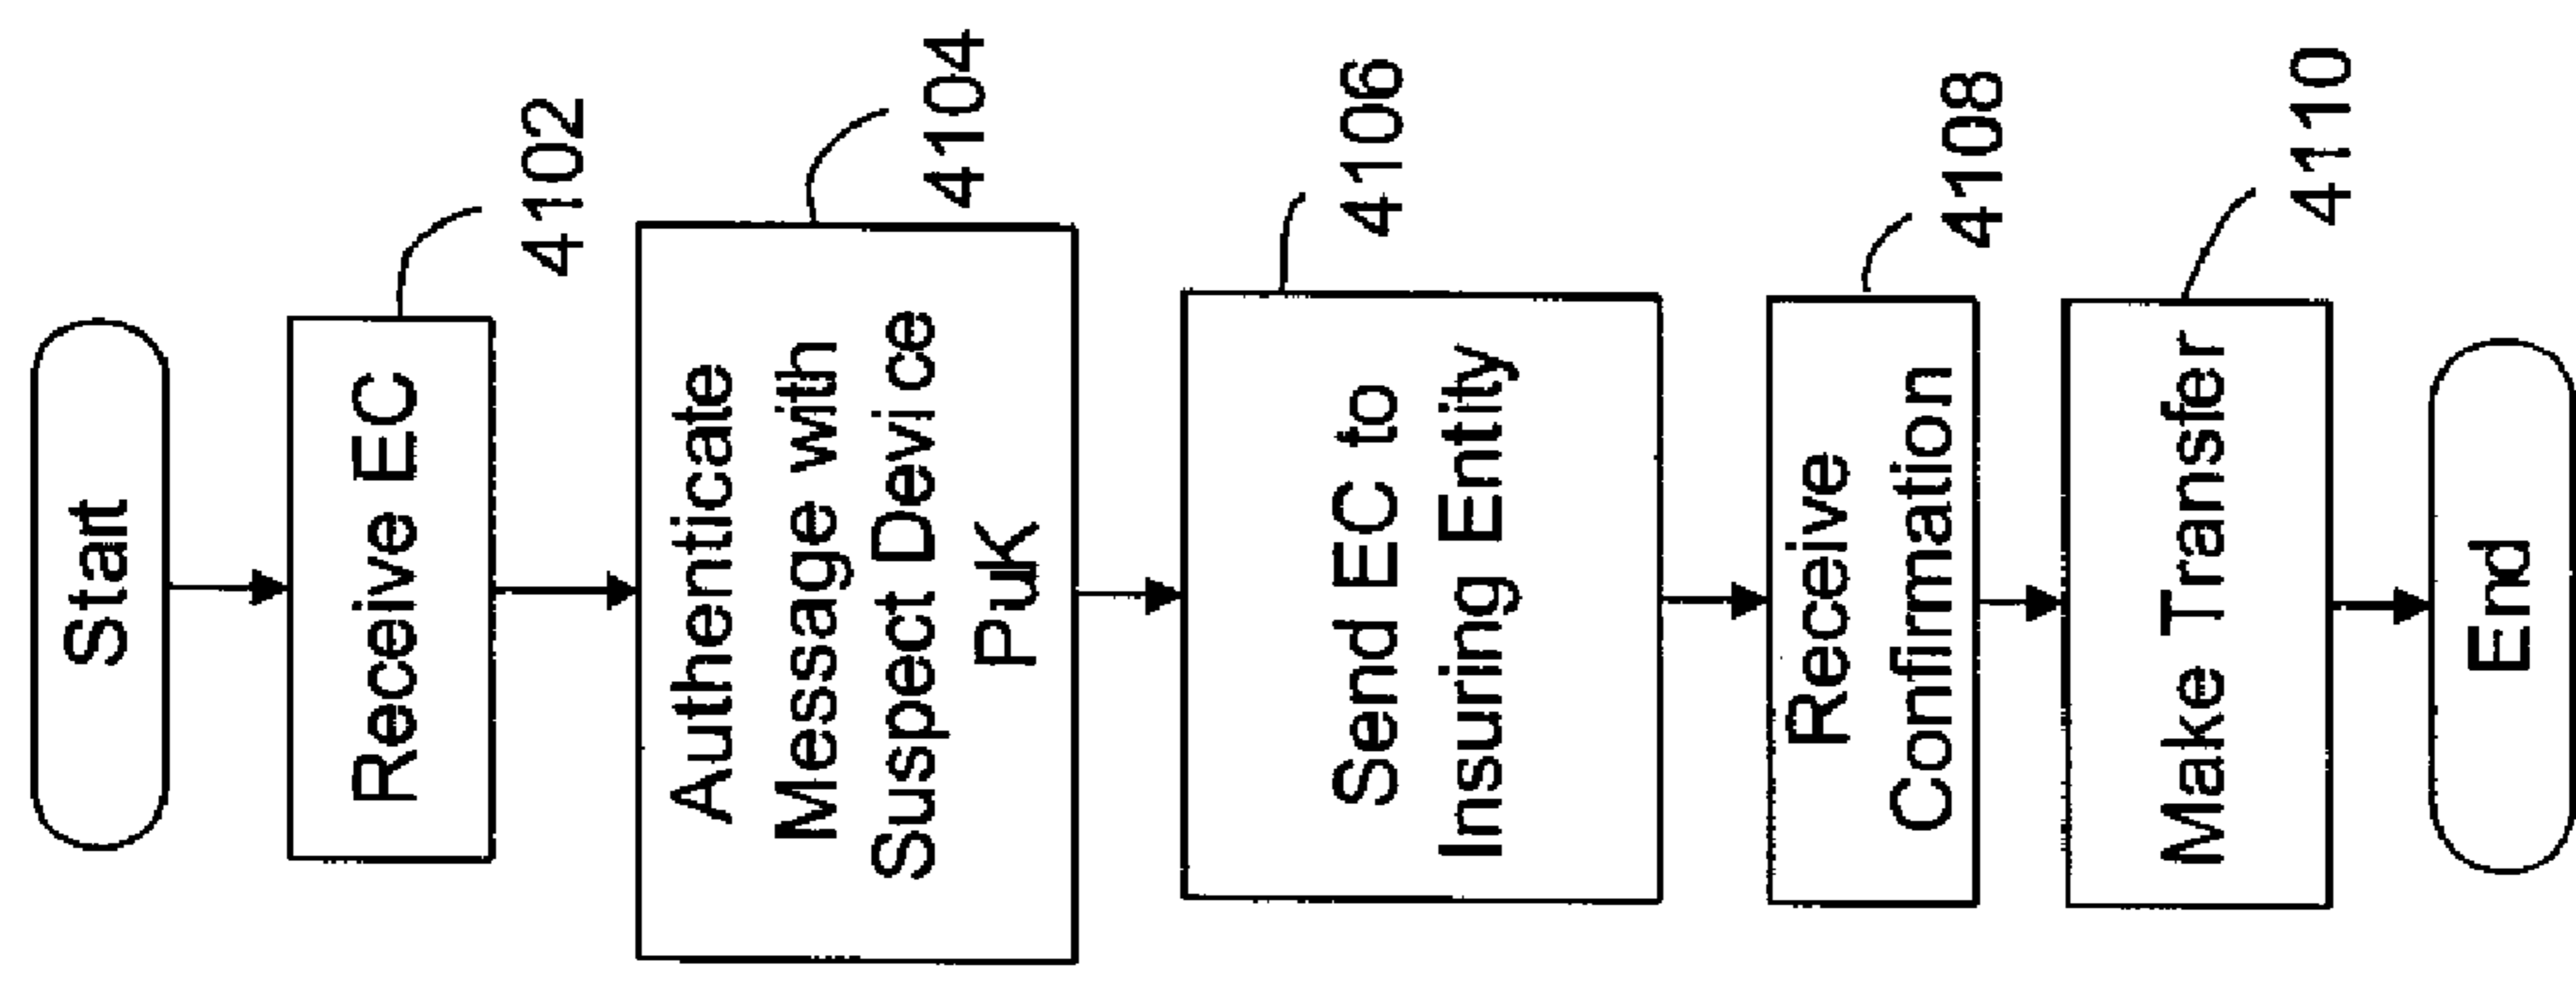 Start
Receive EC
4102
Authenticate
Message with
Suspect Device
PuK
4104
Send EC to
Insuring Entity
4106
Receive
Confirmation
4108
Make Transfer
4110
End